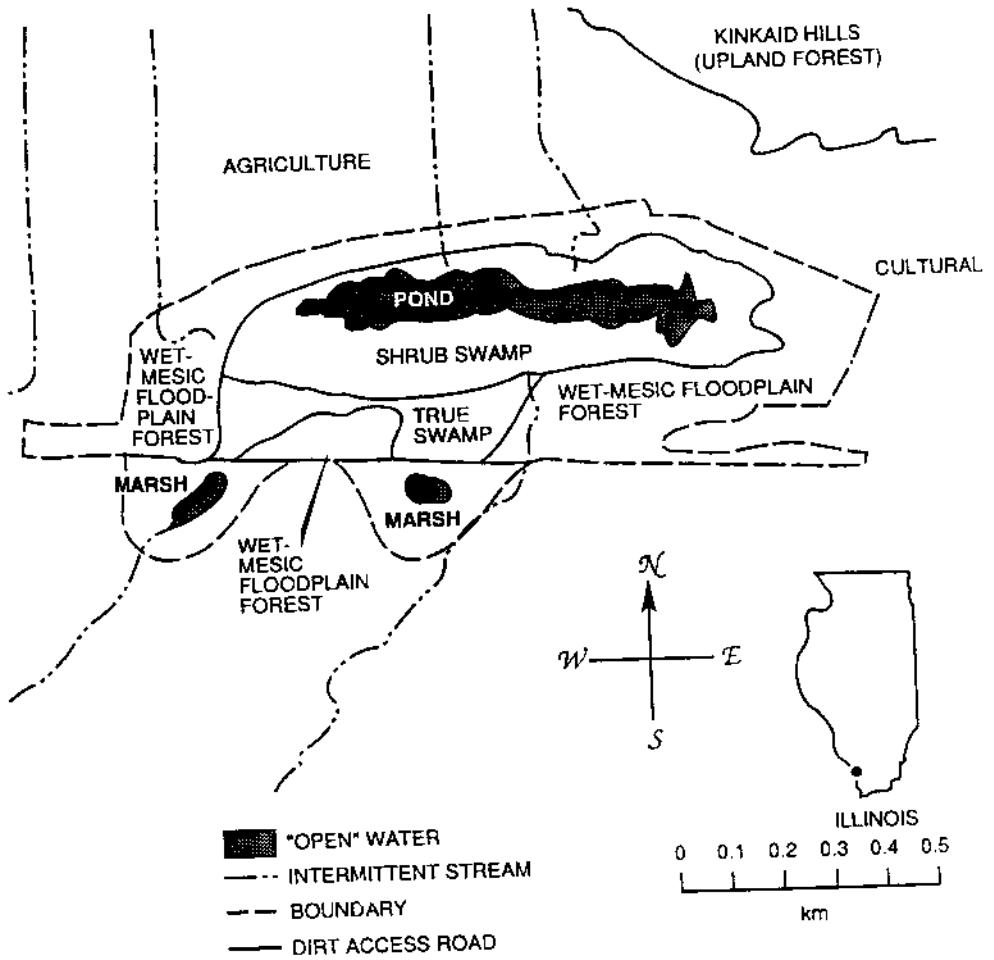 KINKAID HILLS
(UPLAND FOREST)
AGRICULTURE
CULTURAL
POND
SHRUB SWAMP
WET-
MESIC
FLOOD-
PLAIN
FOREST
WET-MESIC FLOODPLAIN
FOREST
TRUE
SWAMP
MARSH
MARSH
WET-
MESIC
FLOODPLAIN
FOREST
N
W E
S
ILLINOIS
"OPEN" WATER
INTERMITTENT STREAM
BOUNDARY
DIRT ACCESS ROAD
0 0.1 0.2 0.3 0.4 0.5
km